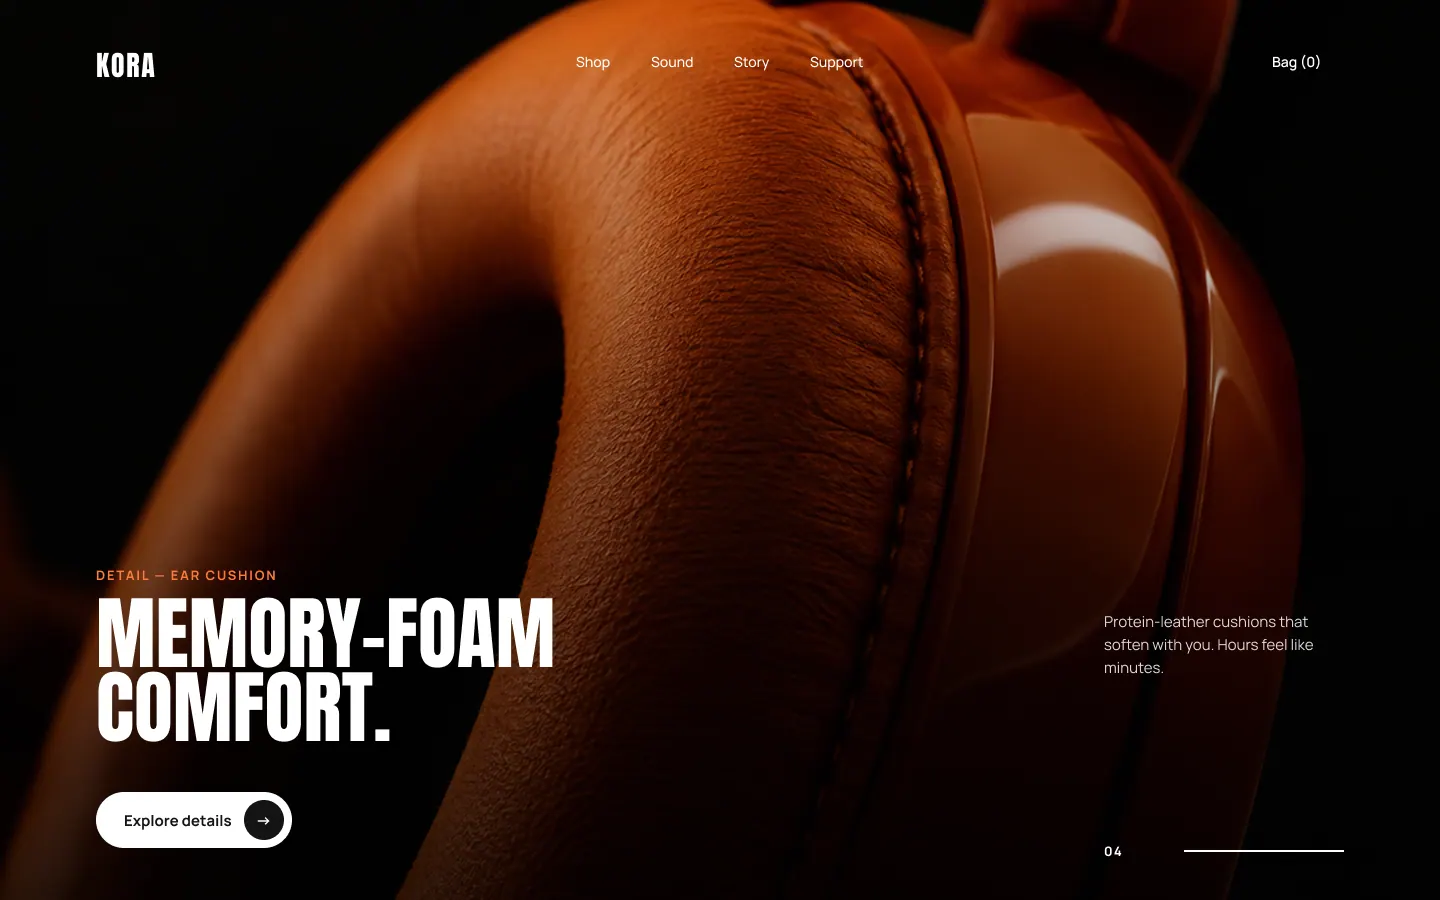 KORA
Shop
Sound
Story
Support
Bag (0)
DETAIL — EAR CUSHION
MEMORY-FOAM
COMFORT.
Protein-leather cushions that
soften with you. Hours feel like
minutes.
Explore details →
04